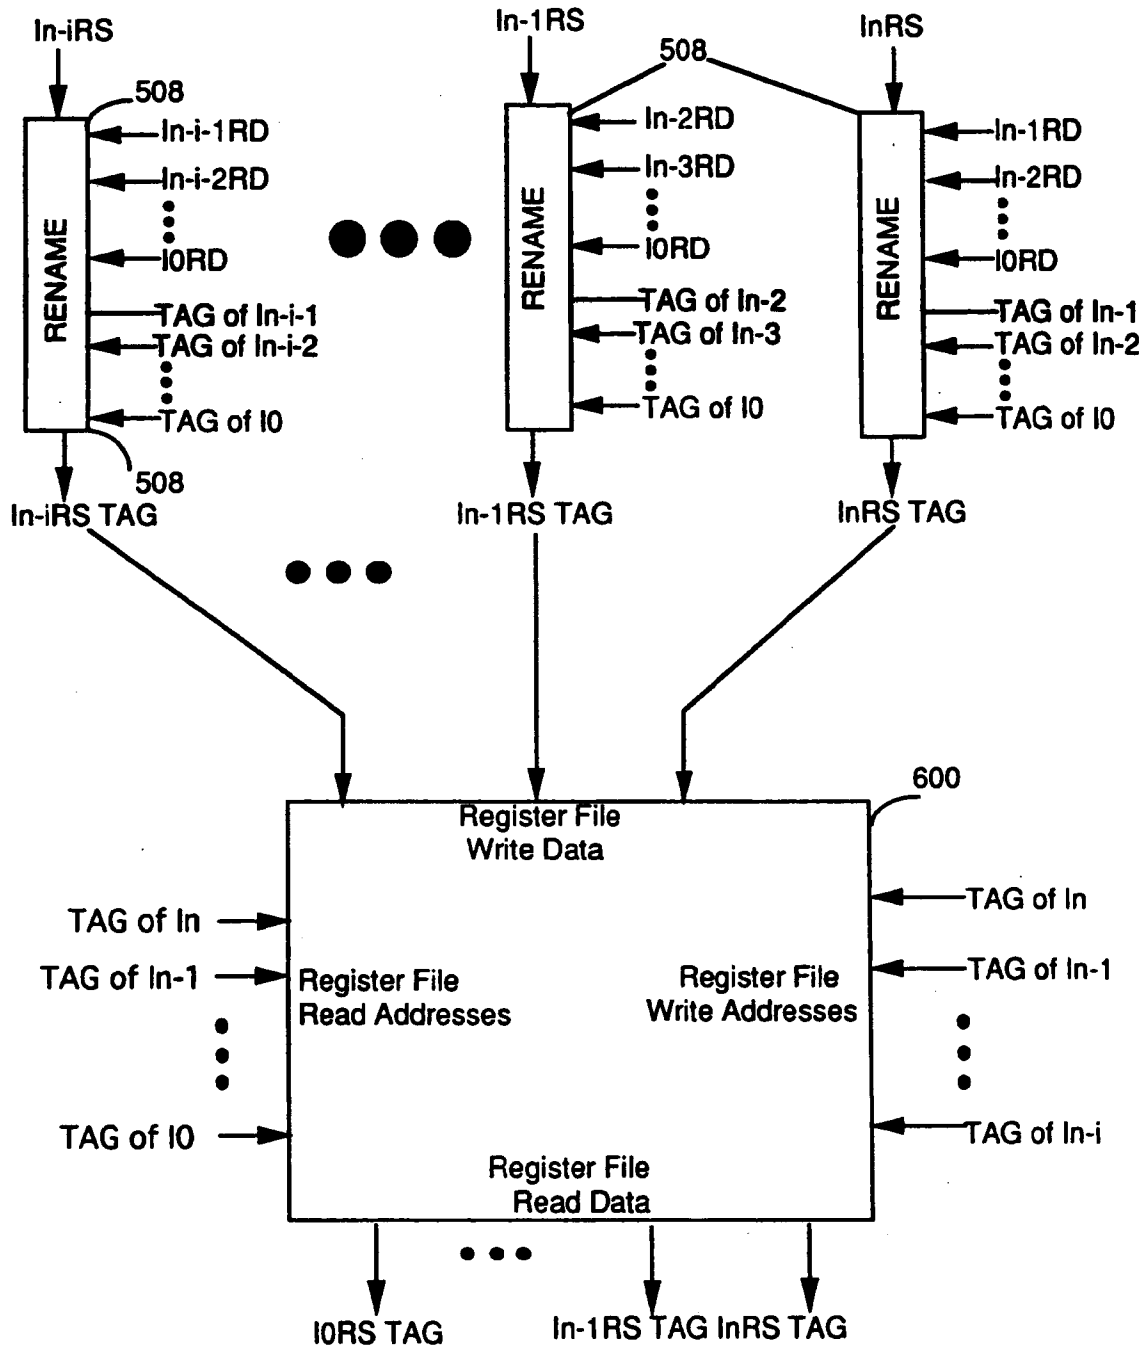 In-iRS
508
In-i-1RD
In-i-2RD
I0RD
TAG of In-i-1
TAG of In-i-2
TAG of I0
RENAME
508
In-iRS TAG
In-1RS
508
In-2RD
In-3RD
I0RD
TAG of In-2
TAG of In-3
TAG of I0
RENAME
In-1RS TAG
InRS
In-1RD
In-2RD
I0RD
TAG of In-1
TAG of In-2
TAG of I0
RENAME
InRS TAG
600
Register File
Write Data
TAG of In
TAG of In-1
TAG of I0
Register File
Read Addresses
Register File
Write Addresses
TAG of In
TAG of In-1
TAG of In-i
Register File
Read Data
I0RS TAG
In-1RS TAG
InRS TAG